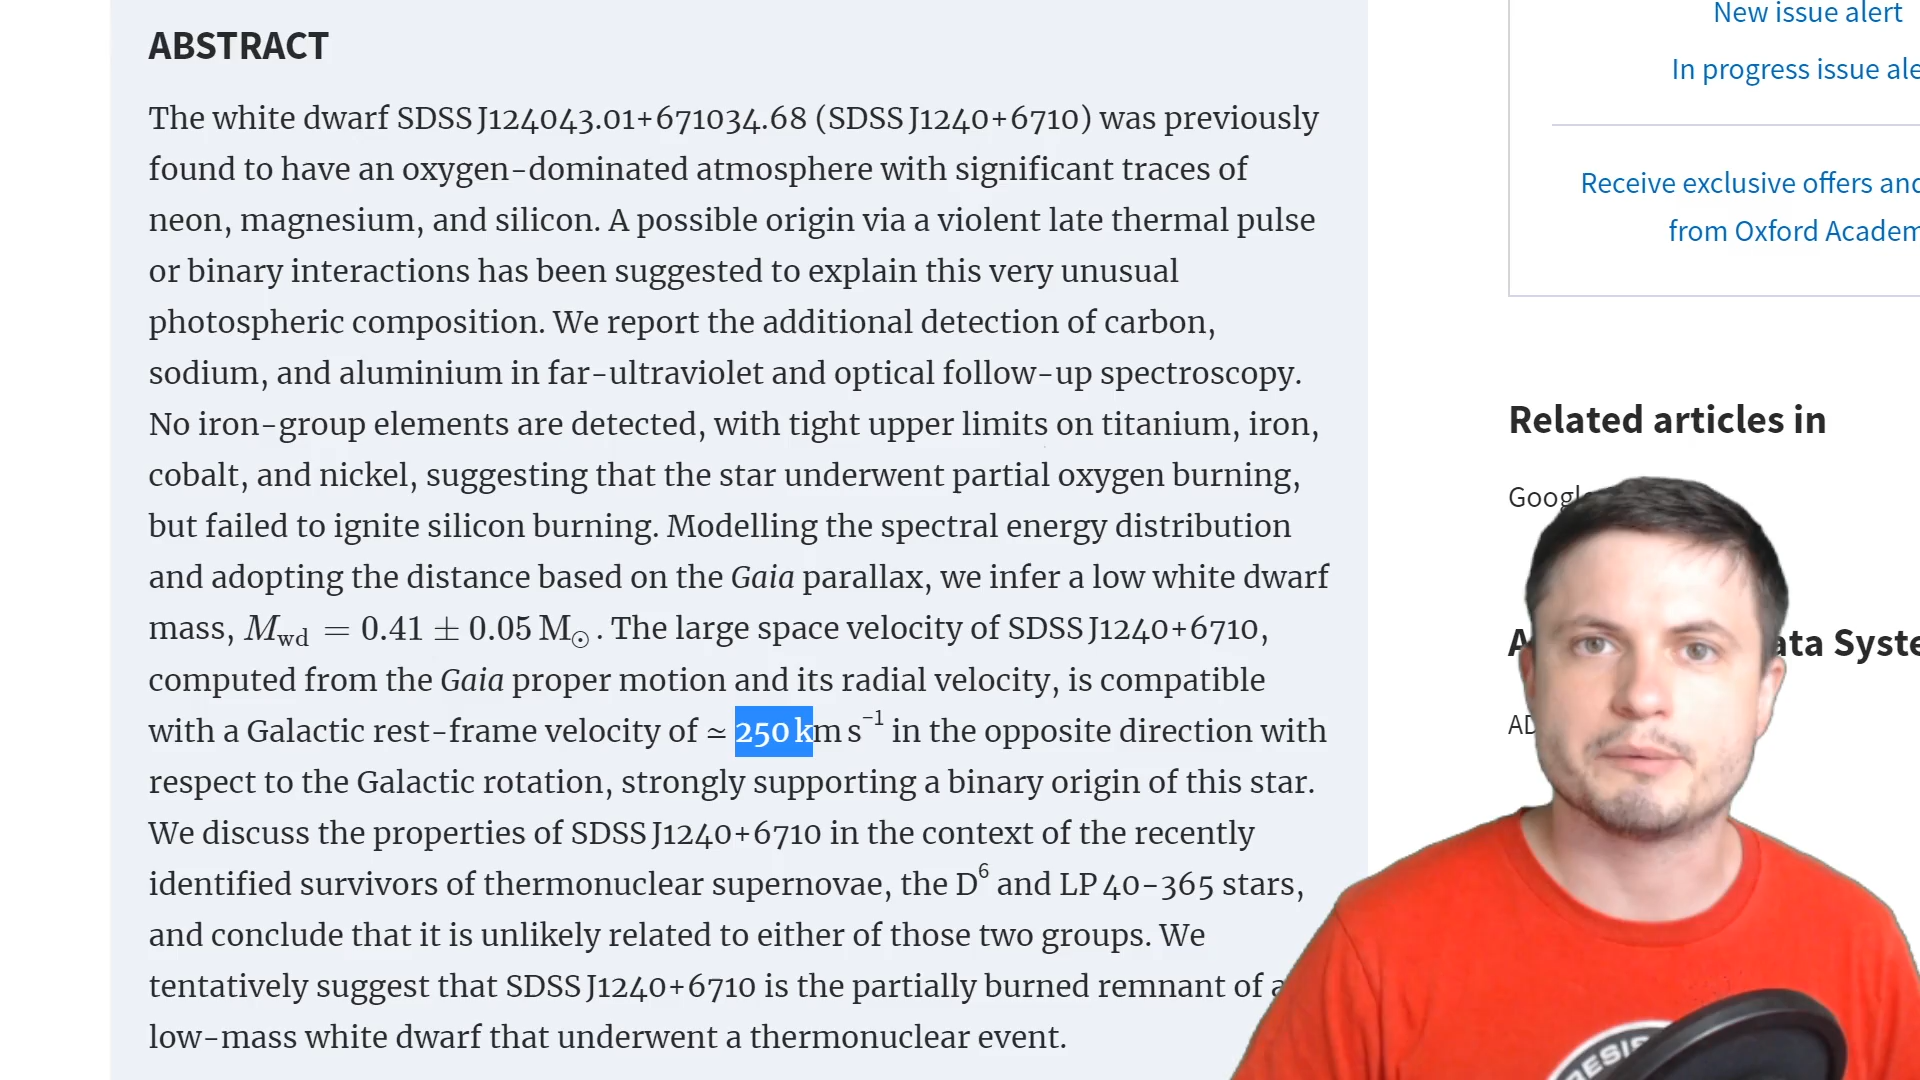 ABSTRACT
The white dwarf SDSS J124043.01+671034.68 (SDSS J1240+6710) was previously
found to have an oxygen-dominated atmosphere with significant traces of
neon, magnesium, and silicon. A possible origin via a violent late thermal pulse
or binary interactions has been suggested to explain this very unusual
photospheric composition. We report the additional detection of carbon,
sodium, and aluminium in far-ultraviolet and optical follow-up spectroscopy.
No iron-group elements are detected, with tight upper limits on titanium, iron,
cobalt, and nickel, suggesting that the star underwent partial oxygen burning,
but failed to ignite silicon burning. Modelling the spectral energy distribution
and adopting the distance based on the Gaia parallax, we infer a low white dwarf
mass, M_wd = 0.41 ± 0.05 M_⊙. The large space velocity of SDSS J1240+6710,
computed from the Gaia proper motion and its radial velocity, is compatible
with a Galactic rest-frame velocity of ≃ 250 km s⁻¹ in the opposite direction with
respect to the Galactic rotation, strongly supporting a binary origin of this star.
We discuss the properties of SDSS J1240+6710 in the context of the recently
identified survivors of thermonuclear supernovae, the D⁶ and LP 40-365 stars,
and conclude that it is unlikely related to either of those two groups. We
tentatively suggest that SDSS J1240+6710 is the partially burned remnant of a
low-mass white dwarf that underwent a thermonuclear event.
New issue alert
In progress issue ale
Receive exclusive offers and
from Oxford Academ
Related articles in
Googl
A ata Syste
AD
RESIS